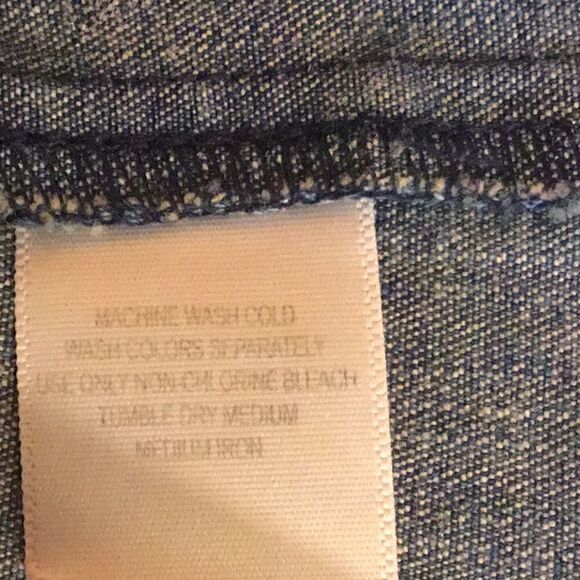 MACHINE WASH COLD
WASH COLORS SEPARATELY
USE ONLY NON-CHLORINE BLEACH
TUMBLE DRY MEDIUM
MEDIUM IRON